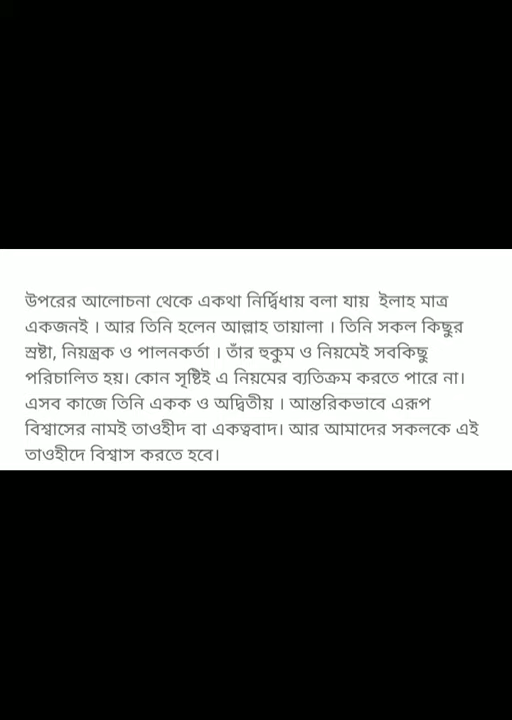 উপরের আলোচনা থেকে একথা নির্দ্বিধায় বলা যায় ইলাহ মাত্র
একজনই । আর তিনি হলেন আল্লাহ তায়ালা । তিনি সকল কিছুর
স্রষ্টা, নিয়ন্ত্রক ও পালনকর্তা । তাঁর হুকুম ও নিয়মেই সবকিছু
পরিচালিত হয়। কোন সৃষ্টিই এ নিয়মের ব্যতিক্রম করতে পারে না।
এসব কাজে তিনি একক ও অদ্বিতীয় । আন্তরিকভাবে এরূপ
বিশ্বাসের নামই তাওহীদ বা একত্ববাদ। আর আমাদের সকলকে এই
তাওহীদে বিশ্বাস করতে হবে।